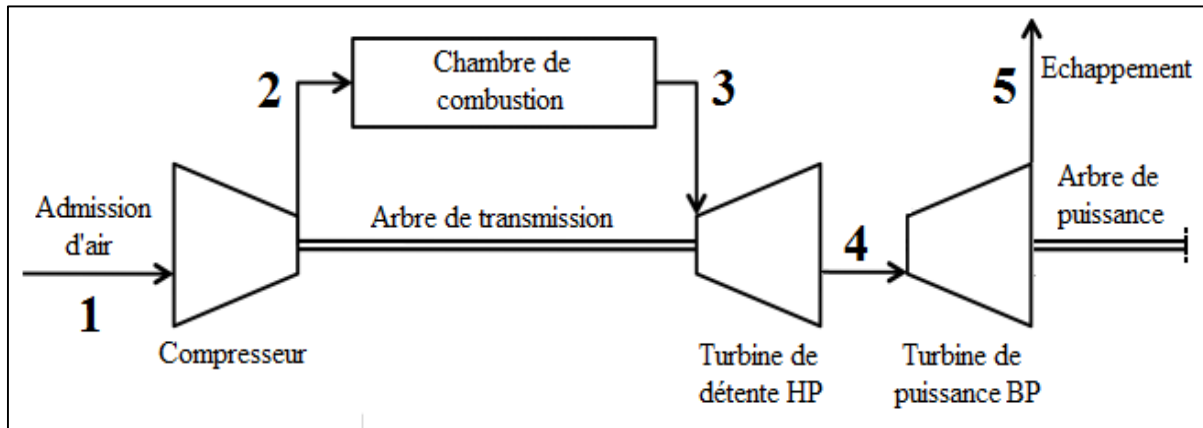 Chambre de
combustion
2
3
5
Echappement
Admission
d'air
Arbre de transmission
Arbre de
puissance
4
1
Compresseur
Turbine de
détente HP
Turbine de
puissance BP